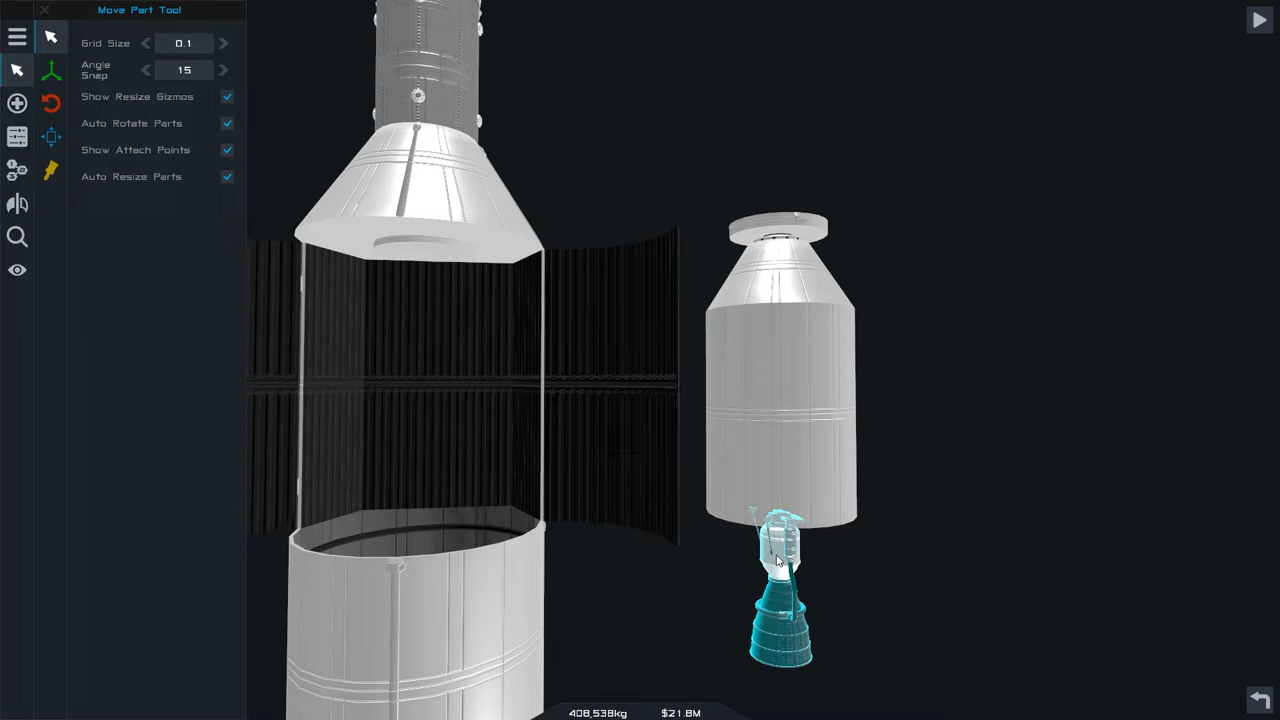 Move Part Tool
Grid Size 0.1
Angle Snap 15
Show Resize Gizmos
Auto Rotate Parts
Show Attach Points
Auto Resize Parts
408,538kg $21.8M